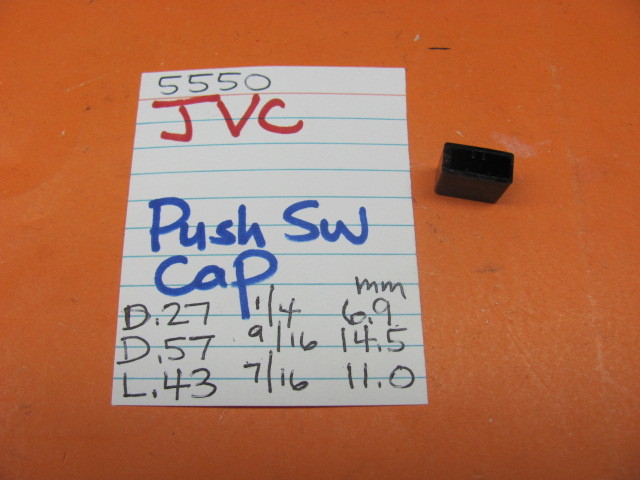 5550
JVC
Push SW
Cap
mm
D.27 1/4 6.9
D.57 9/16 14.5
L.43 7/16 11.0